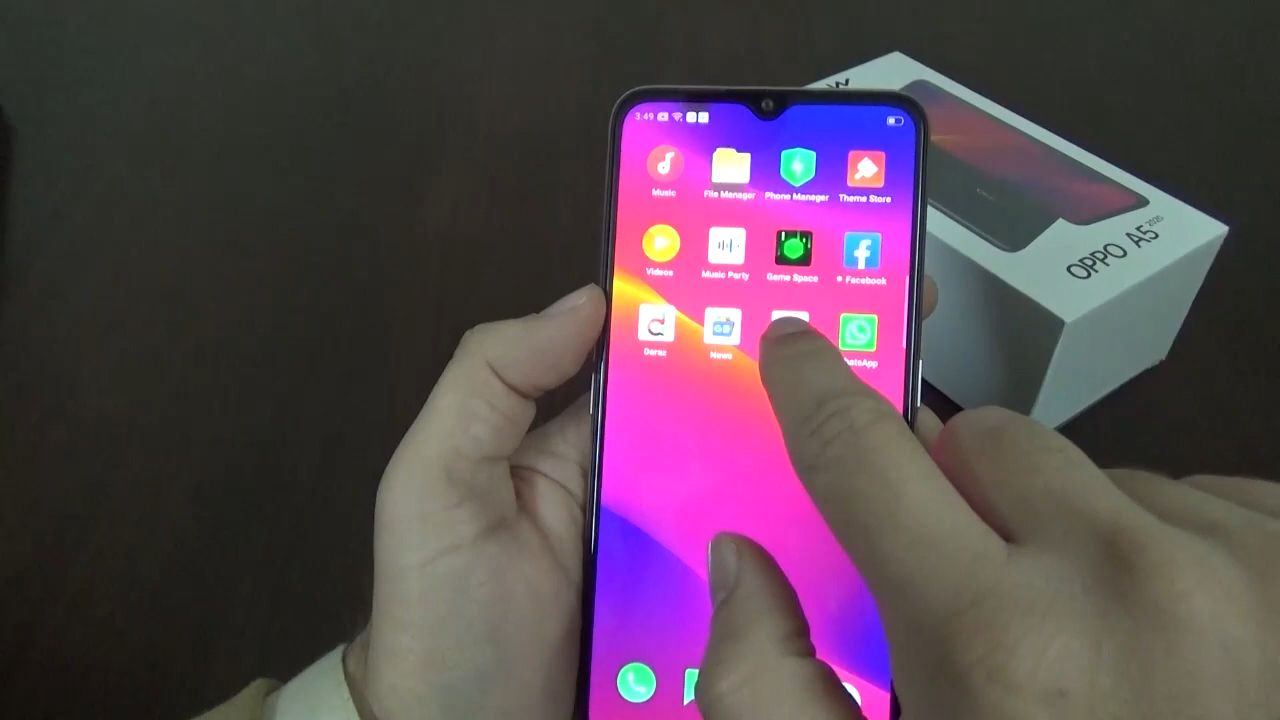 3:49
Music
File Manager
Phone Manager
Theme Store
Videos
Music Party
Game Space
Facebook
Daraz
News
OPPO A5 2020